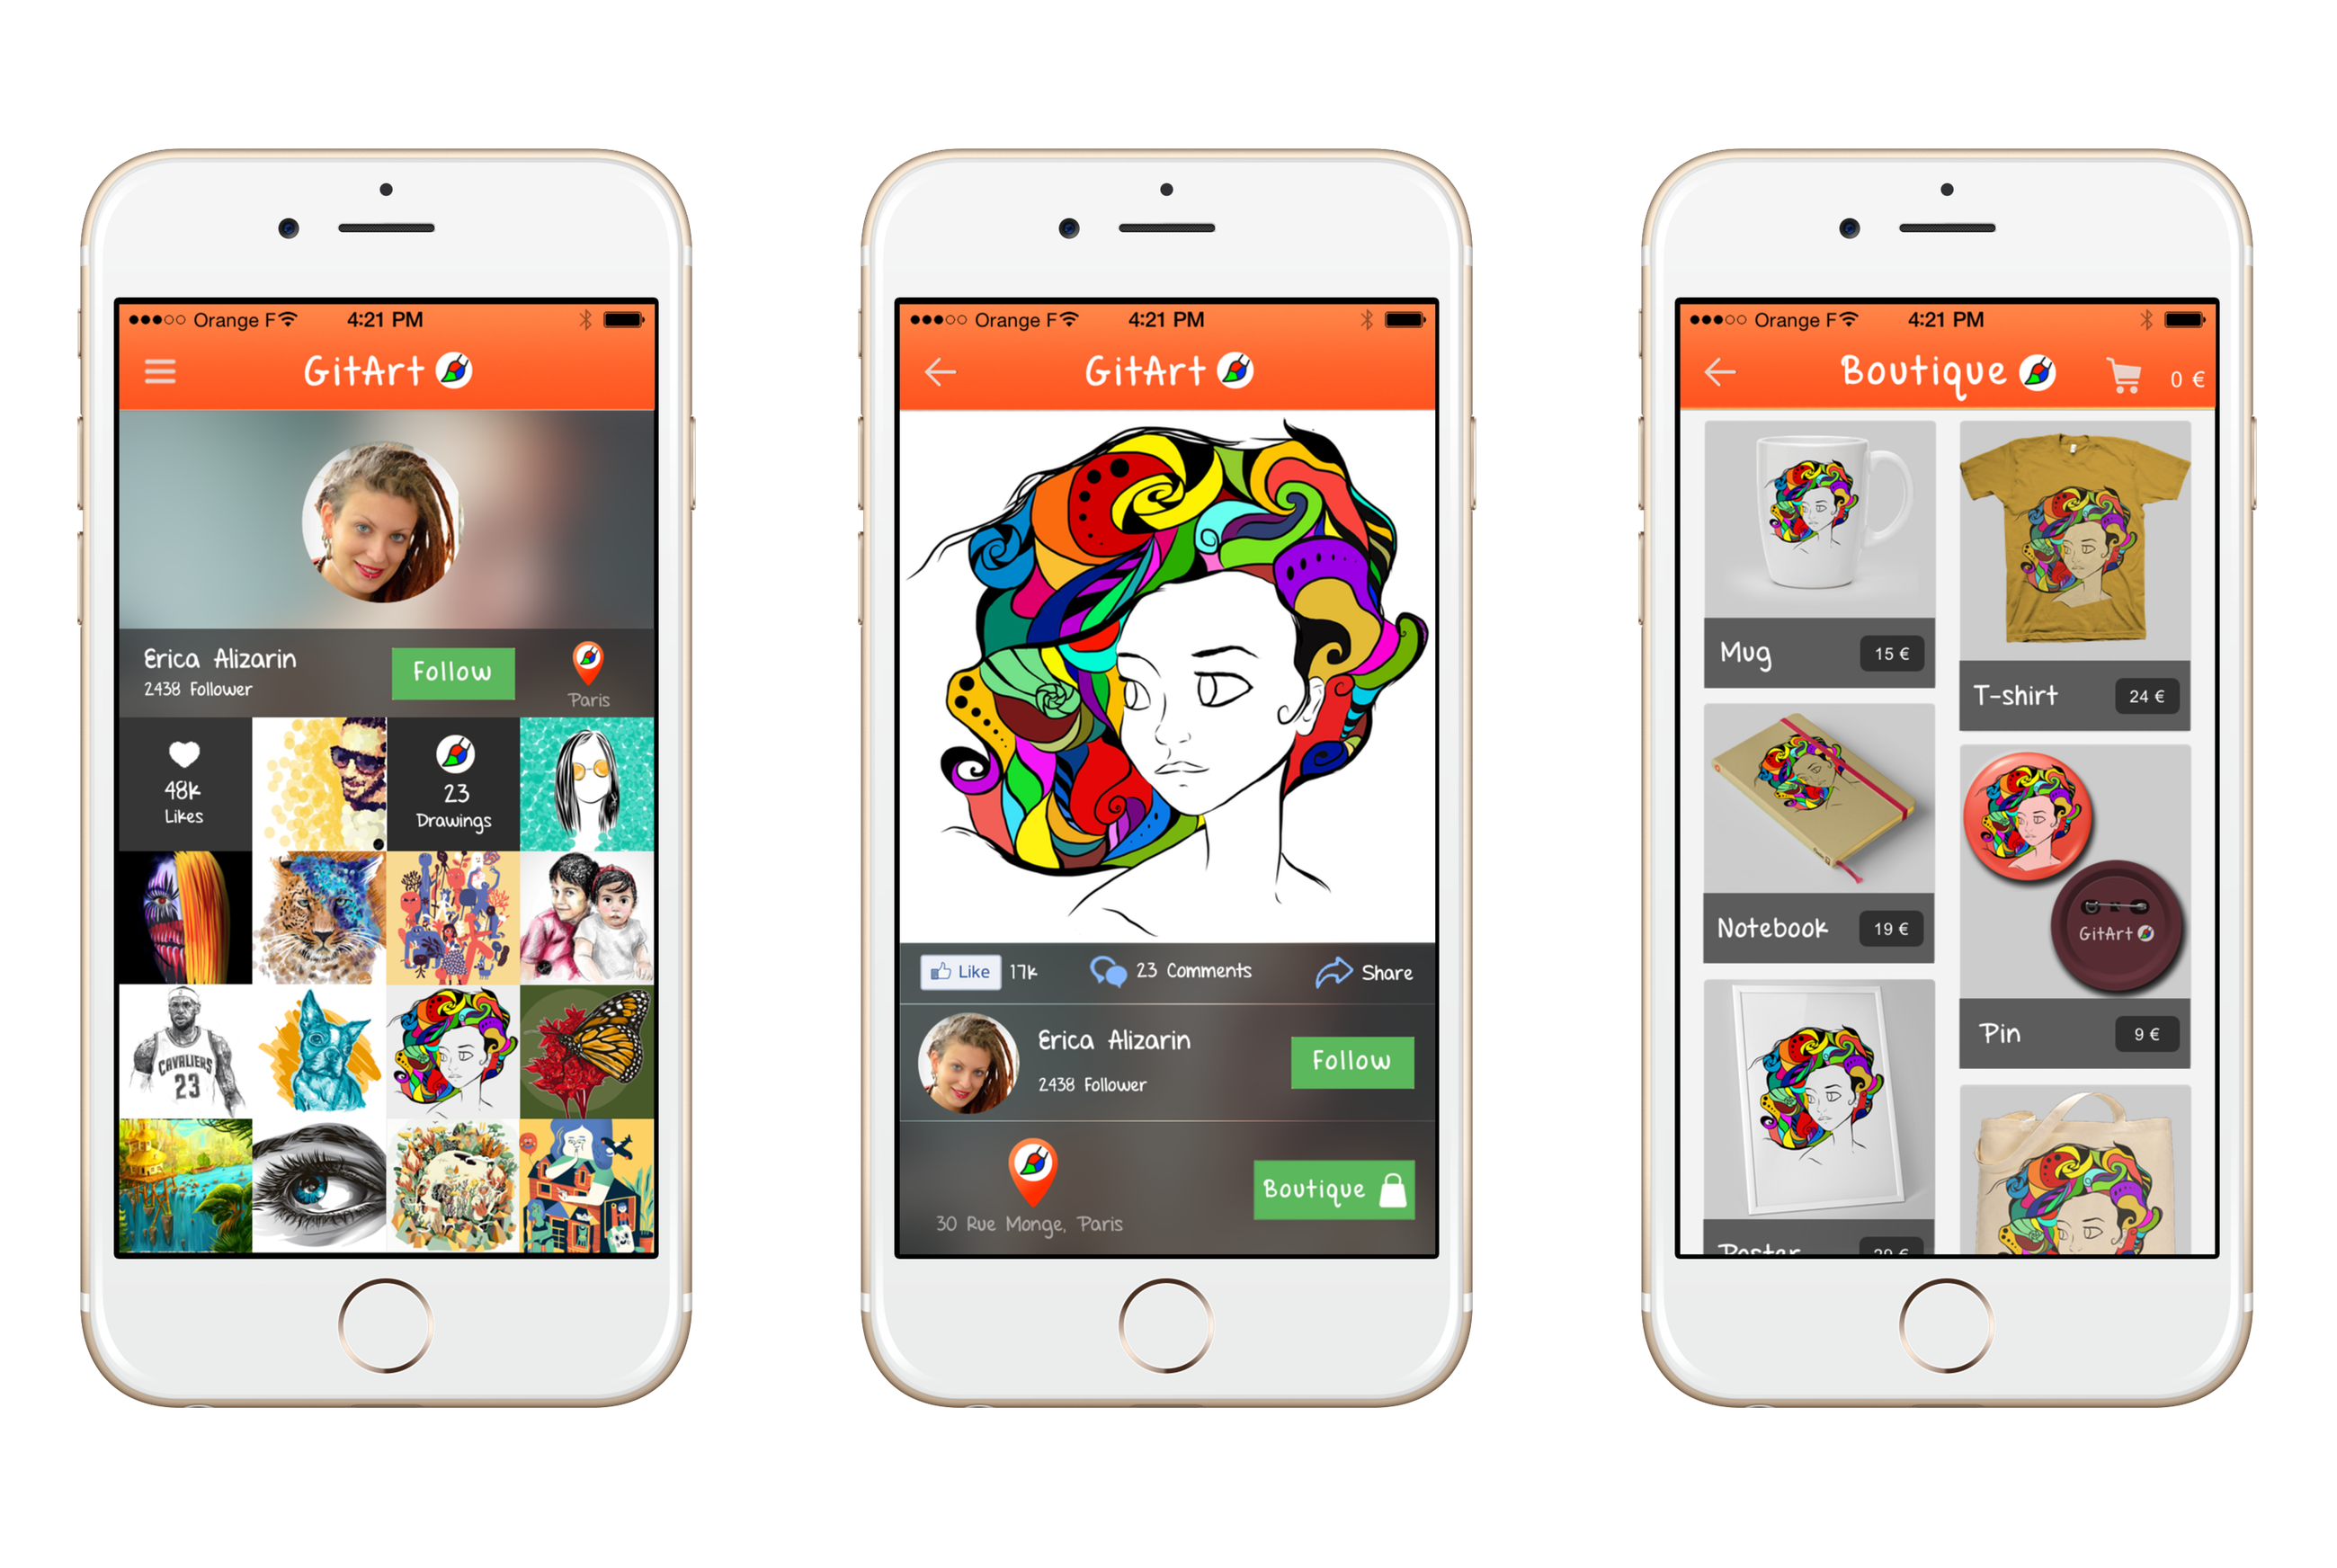 Orange F 4:21 PM
GitArt
Erica Alizarin
2438 Follower
Follow
Paris
48k
Likes
23
Drawings
CAVALIERS
23
Orange F 4:21 PM
GitArt
Like 17k 23 Comments Share
Erica Alizarin
2438 Follower
Follow
30 Rue Monge, Paris
Boutique
Orange F 4:21 PM
Boutique 0 €
Mug 15 €
T-shirt 24 €
Notebook 19 €
GitArt
Pin 9 €
Poster